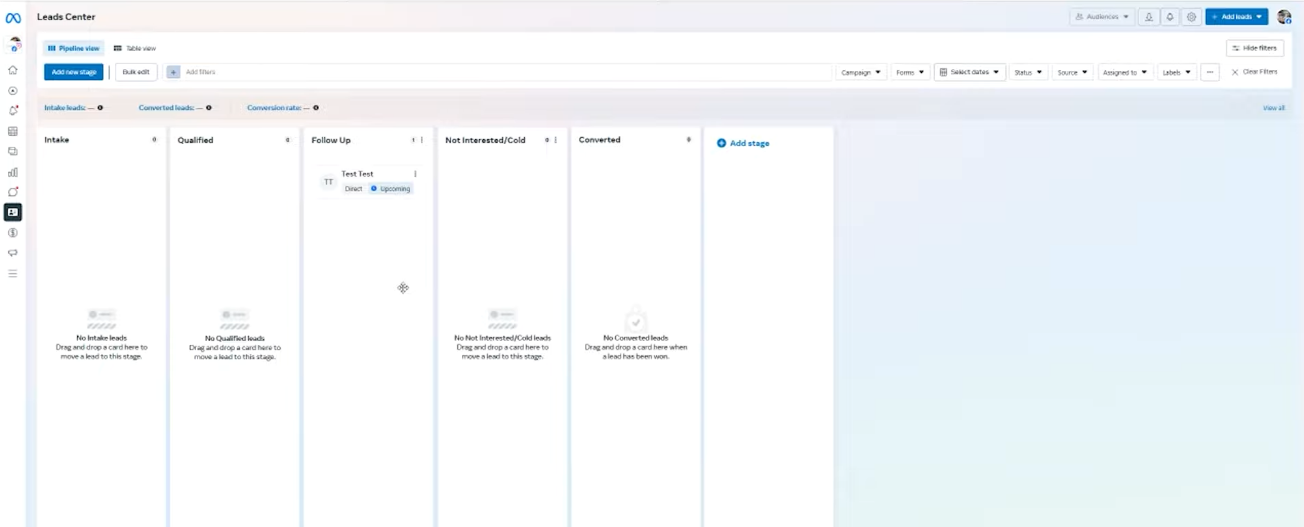 Leads Center
Audiences
+ Add leads
Pipeline view
Table view
Hide filters
Add new stage
Bulk edit
+ Add filters
Campaign
Forms
Select dates
Status
Source
Assigned to
Labels
...
Clear Filters
Intake leads: —
Converted leads: —
Conversion rate: —
View all
Intake 0
Qualified 0
Follow Up 1
Not Interested/Cold 0
Converted 0
Add stage
TT
Test Test
Direct
Upcoming
No Intake leads
Drag and drop a card here to
move a lead to this stage.
No Qualified leads
Drag and drop a card here to
move a lead to this stage.
No Not Interested/Cold leads
Drag and drop a card here to
move a lead to this stage.
No Converted leads
Drag and drop a card here when
a lead has been won.